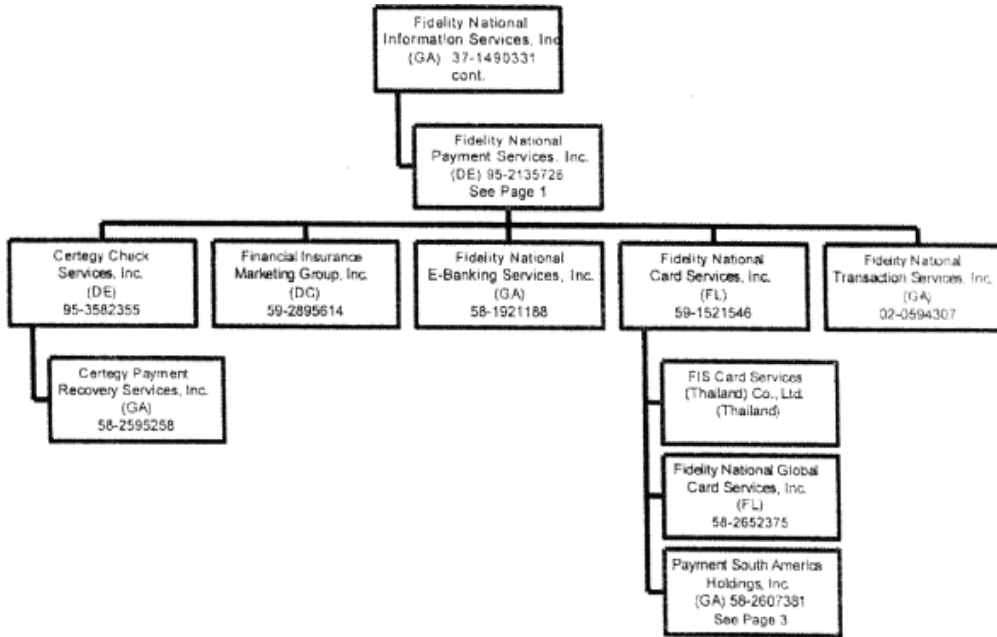 Fidelity National
Information Services, Inc
(GA) 37-1490331
cont.
Fidelity National
Payment Services, Inc.
(DE) 95-2135728
See Page 1
Certegy Check
Services, Inc.
(DE)
95-3582355
Financial Insurance
Marketing Group, Inc.
(DC)
59-2895614
Fidelity National
E-Banking Services, Inc.
(GA)
58-1921188
Fidelity National
Card Services, Inc.
(FL)
59-1521546
Fidelity National
Transaction Services, Inc.
(GA)
02-0594307
Certegy Payment
Recovery Services, Inc.
(GA)
58-2595258
FIS Card Services
(Thailand) Co., Ltd.
(Thailand)
Fidelity National Global
Card Services, Inc.
(FL)
58-2652375
Payment South America
Holdings, Inc.
(GA) 58-2607381
See Page 3